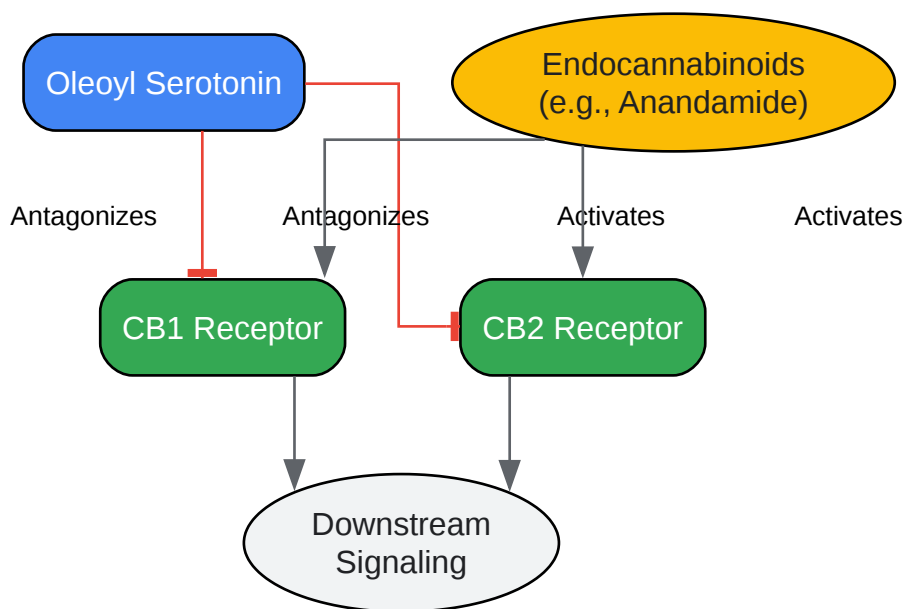 Oleoyl Serotonin
Endocannabinoids
(e.g., Anandamide)
Antagonizes
Antagonizes
Activates
Activates
CB1 Receptor
CB2 Receptor
Downstream
Signaling